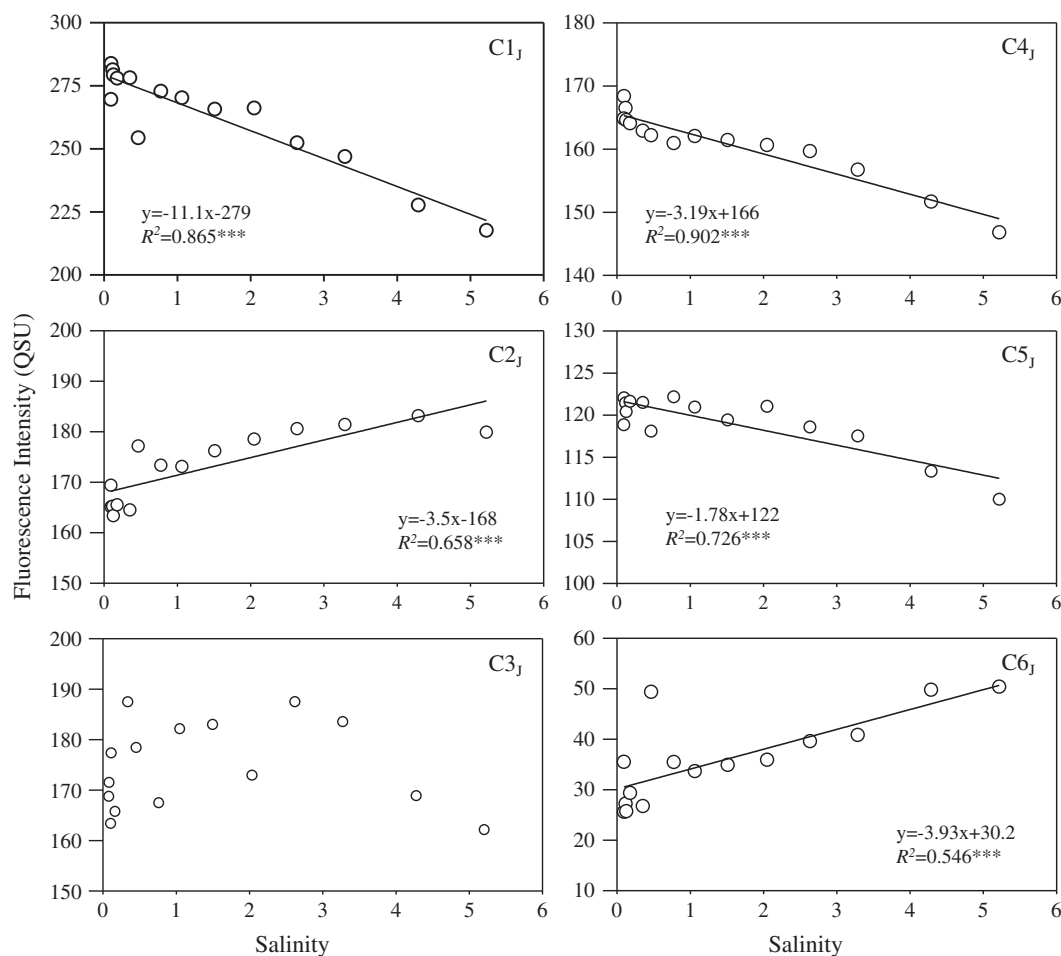 Fluorescence Intensity (QSU)
300
275
250
225
200
0 1 2 3 4 5 6
C1J
y=-11.1x-279
R2=0.865***
180
170
160
150
140
0 1 2 3 4 5 6
C4J
y=-3.19x+166
R2=0.902***
200
190
180
170
160
150
0 1 2 3 4 5 6
C2J
y=-3.5x-168
R2=0.658***
130
125
120
115
110
105
100
0 1 2 3 4 5 6
C5J
y=-1.78x+122
R2=0.726***
200
190
180
170
160
150
0 1 2 3 4 5 6
C3J
Salinity
60
50
40
30
20
10
0 1 2 3 4 5 6
C6J
y=-3.93x+30.2
R2=0.546***
Salinity